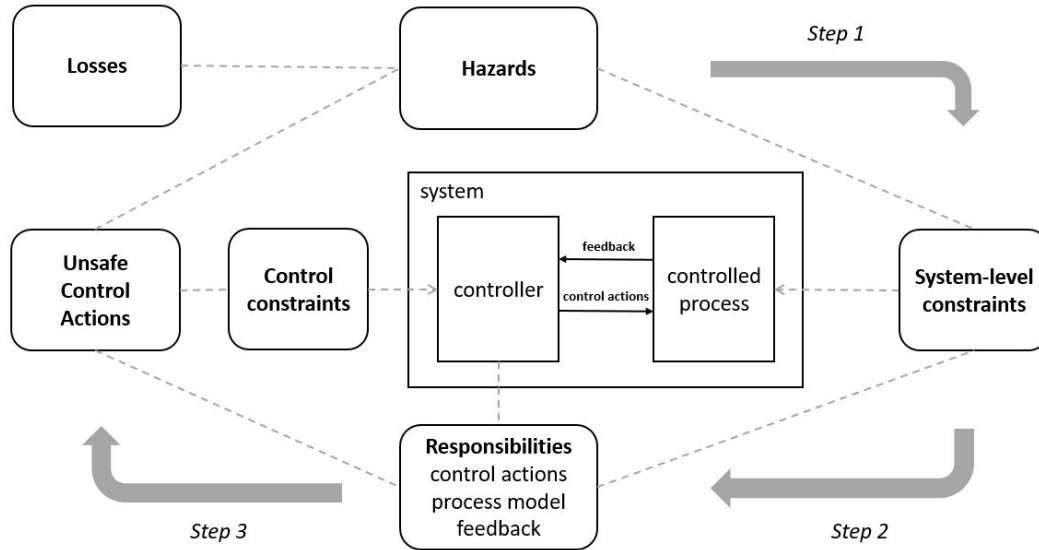 Step 1
Losses
Hazards
system
Unsafe
Control
Actions
Control
constraints
controller
feedback
control actions
controlled
process
System-level
constraints
Responsibilities
control actions
process model
feedback
Step 3
Step 2